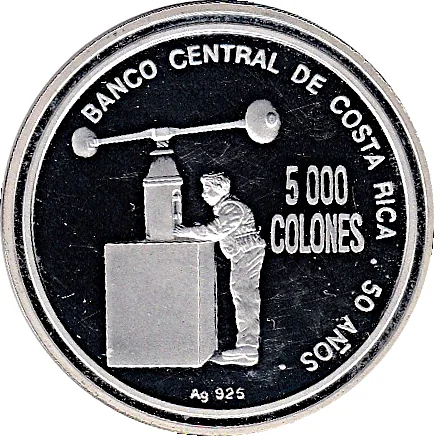 BANCO CENTRAL DE COSTA RICA · 50 AÑOS ·
5 000
COLONES
Ag 925